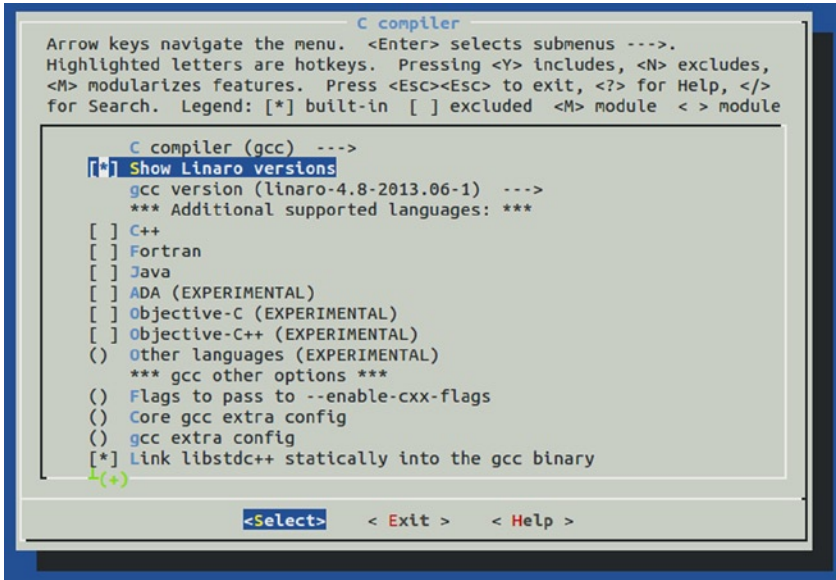 C compiler
Arrow keys navigate the menu. <Enter> selects submenus --->.
Highlighted letters are hotkeys. Pressing <Y> includes, <N> excludes,
<M> modularizes features. Press <Esc><Esc> to exit, <?> for Help, </>
for Search. Legend: [*] built-in [ ] excluded <M> module < > module
C compiler (gcc) --->
[*] Show Linaro versions
gcc version (linaro-4.8-2013.06-1) --->
*** Additional supported languages: ***
[ ] C++
[ ] Fortran
[ ] Java
[ ] ADA (EXPERIMENTAL)
[ ] Objective-C (EXPERIMENTAL)
[ ] Objective-C++ (EXPERIMENTAL)
() Other languages (EXPERIMENTAL)
*** gcc other options ***
() Flags to pass to --enable-cxx-flags
() Core gcc extra config
() gcc extra config
[*] Link libstdc++ statically into the gcc binary
┴(+)
<Select> < Exit > < Help >